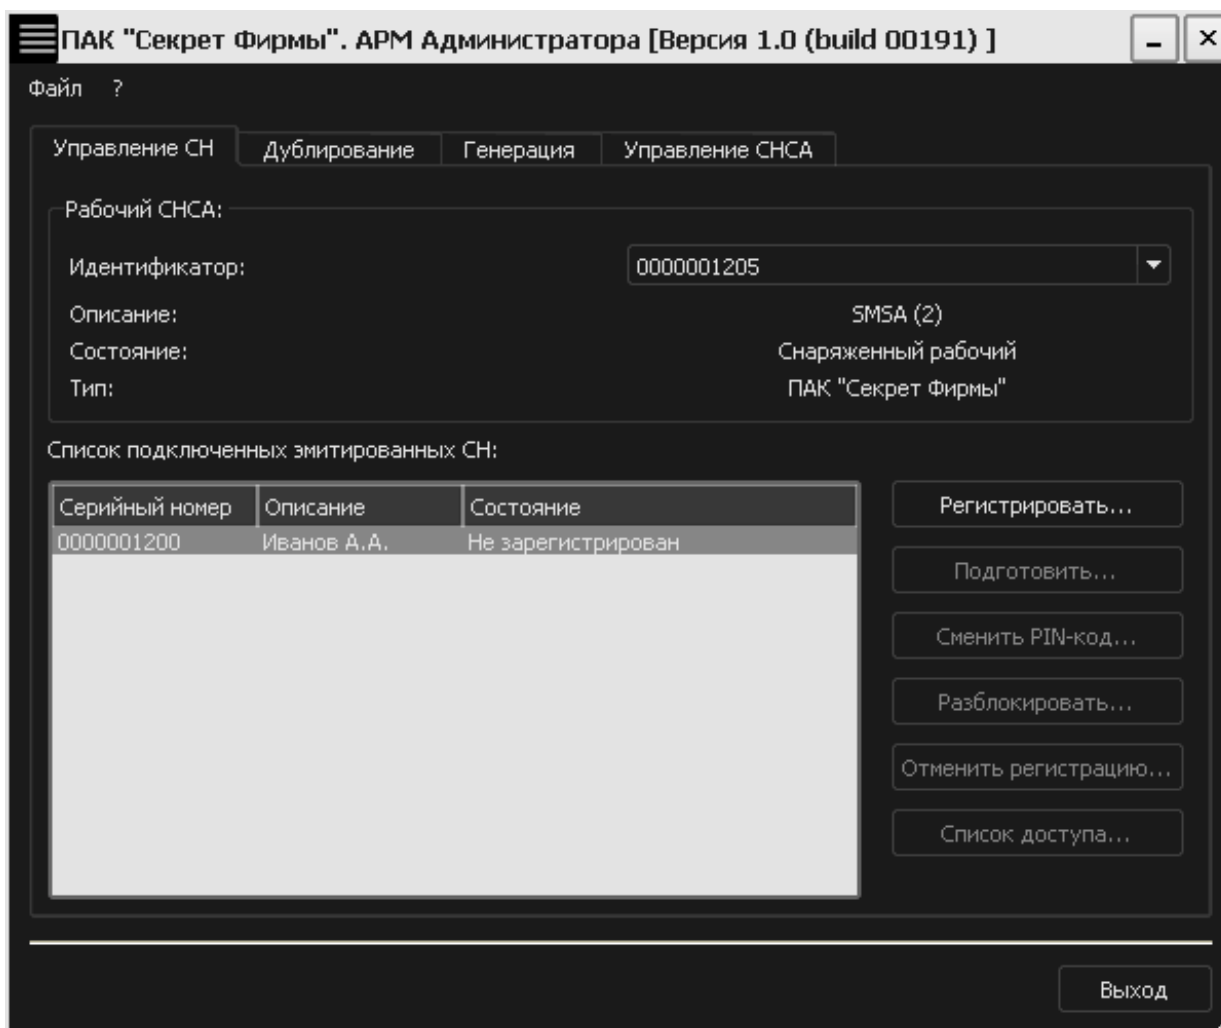 ПАК "Секрет Фирмы". АРМ Администратора [Версия 1.0 (build 00191) ]
Файл ?
Управление СН Дублирование Генерация Управление СНСА
Рабочий СНСА:
Идентификатор: 0000001205
Описание: SMSA (2)
Состояние: Снаряженный рабочий
Тип: ПАК "Секрет Фирмы"
Список подключенных эмитированных СН:
Серийный номер Описание Состояние
0000001200 Иванов А.А. Не зарегистрирован
Регистрировать...
Подготовить...
Сменить PIN-код...
Разблокировать...
Отменить регистрацию...
Список доступа...
Выход